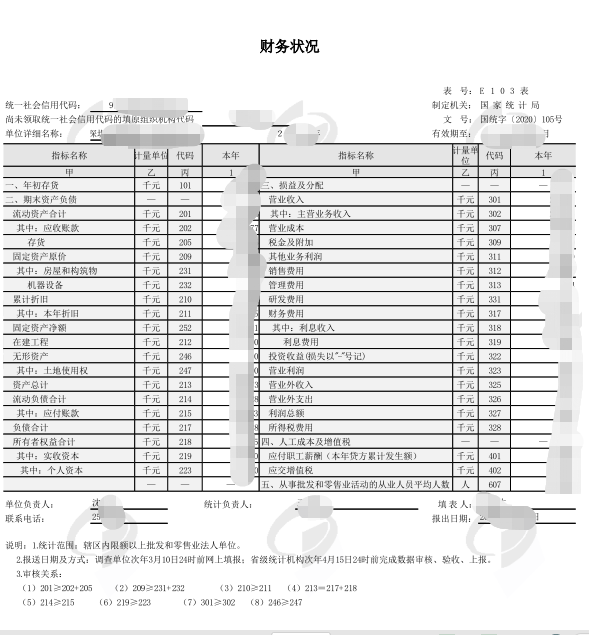 财务状况
表　号：E 1 0 3 表
统一社会信用代码：　9
制定机关：国 家 统 计 局
尚未领取统一社会信用代码的填原组织机构代码
文　号：国统字〔2020〕105号
单位详细名称：　深圳　2
有效期至：　月
指标名称　计量单位　代码　本年　指标名称　计量单位　代码　本年
甲　乙　丙　1　甲　乙　丙　1
一、年初存货　千元　101　三、损益及分配　—　—　—
二、期末资产负债　—　—　营业收入　千元　301
流动资产合计　千元　201　其中：主营业务收入　千元　302
其中：应收账款　千元　202　营业成本　千元　307
存货　千元　205　税金及附加　千元　309
固定资产原价　千元　209　其他业务利润　千元　311
其中：房屋和构筑物　千元　231　销售费用　千元　312
机器设备　千元　232　管理费用　千元　313
累计折旧　千元　210　研发费用　千元　331
其中：本年折旧　千元　211　财务费用　千元　317
固定资产净额　千元　252　1　其中：利息收入　千元　318
在建工程　千元　212　0　利息费用　千元　319
无形资产　千元　246　0　投资收益(损失以"-"号记)　千元　322
其中：土地使用权　千元　247　0　营业利润　千元　323
资产总计　千元　213　3　营业外收入　千元　325
流动负债合计　千元　214　8　营业外支出　千元　326
其中：应付账款　千元　215　3　利润总额　千元　327
负债合计　千元　217　8　所得税费用　千元　328
所有者权益合计　千元　218　5　四、人工成本及增值税　—　—　—
其中：实收资本　千元　219　0　应付职工薪酬（本年贷方累计发生额）　千元　401
其中：个人资本　千元　223　0　应交增值税　千元　402
—　—　—　五、从事批发和零售业活动的从业人员平均人数　人　607
单位负责人：　沈　统计负责人：　填 表 人：
联系电话：　25　报出日期：　20　日
说明：1.统计范围：辖区内限额以上批发和零售业法人单位。
2.报送日期及方式：调查单位次年3月10日24时前网上填报；省级统计机构次年4月15日24时前完成数据审核、验收、上报。
3.审核关系：
（1）201≥202+205　（2）209≥231+232　（3）210≥211　（4）213=217+218
（5）214≥215　（6）219≥223　（7）301≥302　（8）246≥247